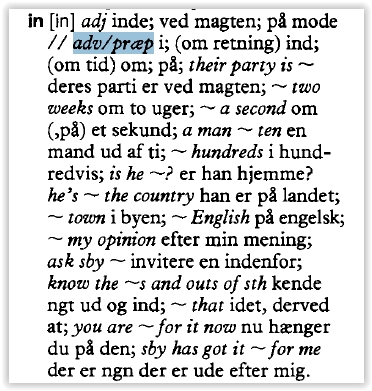 in [in] adj inde; ved magten; på mode
// adv/præp i; (om retning) ind;
(om tid) om; på; their party is ~
deres parti er ved magten; ~ two
weeks om to uger; ~ a second om
(,på) et sekund; a man ~ ten en
mand ud af ti; ~ hundreds i hund-
redvis; is he ~? er han hjemme?
he's ~ the country han er på landet;
~ town i byen; ~ English på engelsk;
~ my opinion efter min mening;
ask sby ~ invitere en indenfor;
know the ~s and outs of sth kende
ngt ud og ind; ~ that idet, derved
at; you are ~ for it now nu hænger
du på den; sby has got it ~ for me
der er ngn der er ude efter mig.